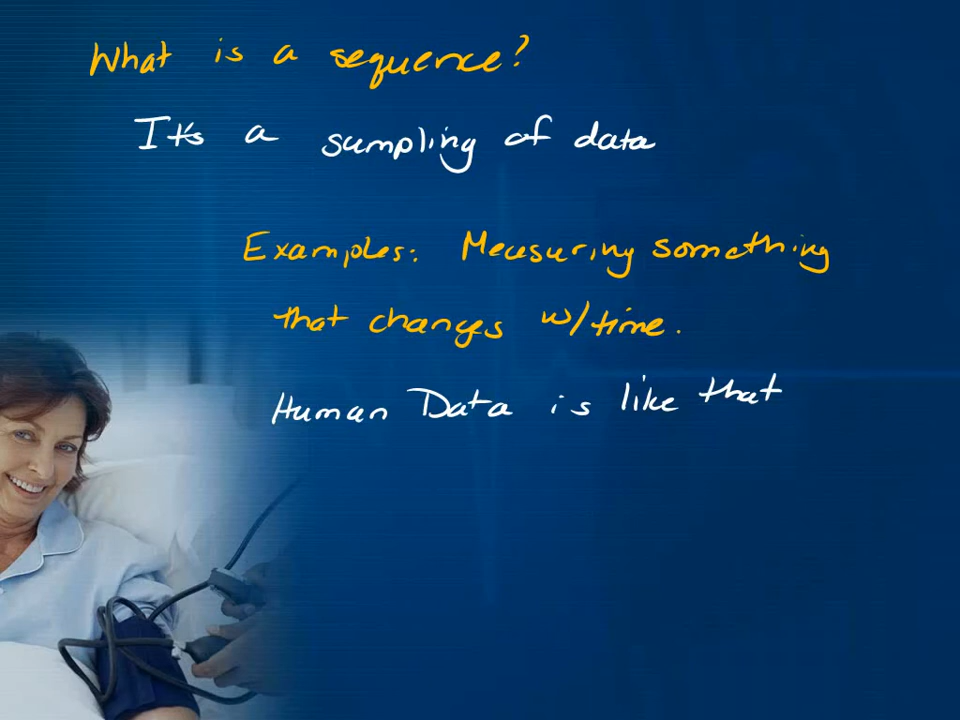 What is a sequence?
It's a sampling of data
Examples: Measuring something
that changes w/time.
Human Data is like that